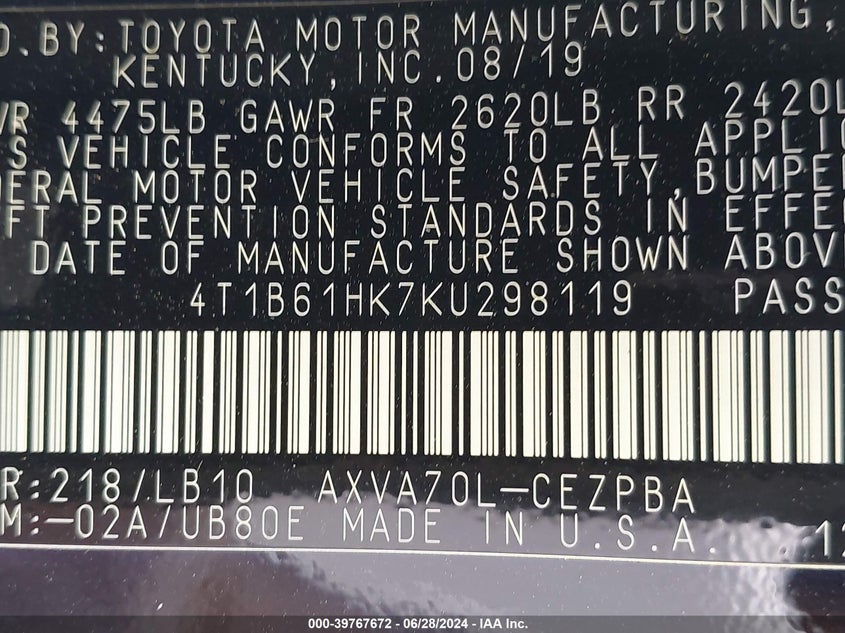 D.BY:TOYOTA MOTOR MANUFACTURING,
KENTUCKY,INC.08/19
WR 4475LB GAWR FR 2620LB RR 2420L
S VEHICLE CONFORMS TO ALL APPLIC
ERAL MOTOR VEHICLE SAFETY,BUMPE
FT PREVENTION STANDARDS IN EFFE
DATE OF MANUFACTURE SHOWN ABOV
4T1B61HK7KU298119 PASS
R:218/LB10 AXVA70L-CEZPBA
M:-02A/UB80E MADE IN U.S.A. 12
000-39767672 - 06/28/2024 - IAA Inc.